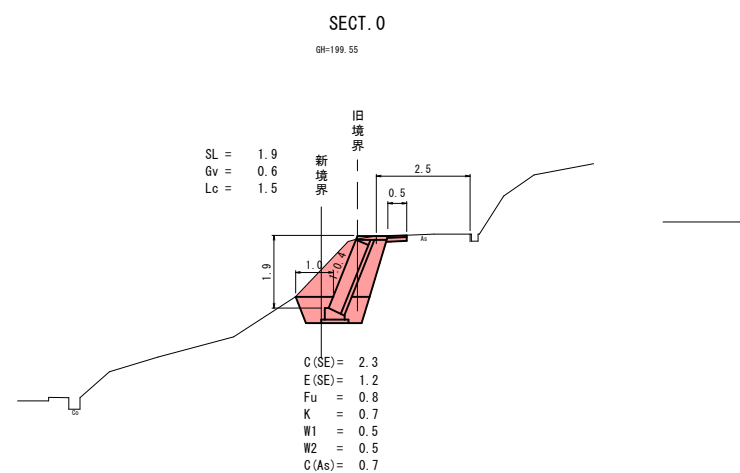 SECT.0
GH=199.55
旧境界
新境界
SL = 1.9
Gv = 0.6
Lc = 1.5
2.5
0.5
As
1.9
1.0
1:0.4
Co
C(SE)= 2.3
E(SE)= 1.2
Fu = 0.8
K = 0.7
W1 = 0.5
W2 = 0.5
C(As)= 0.7